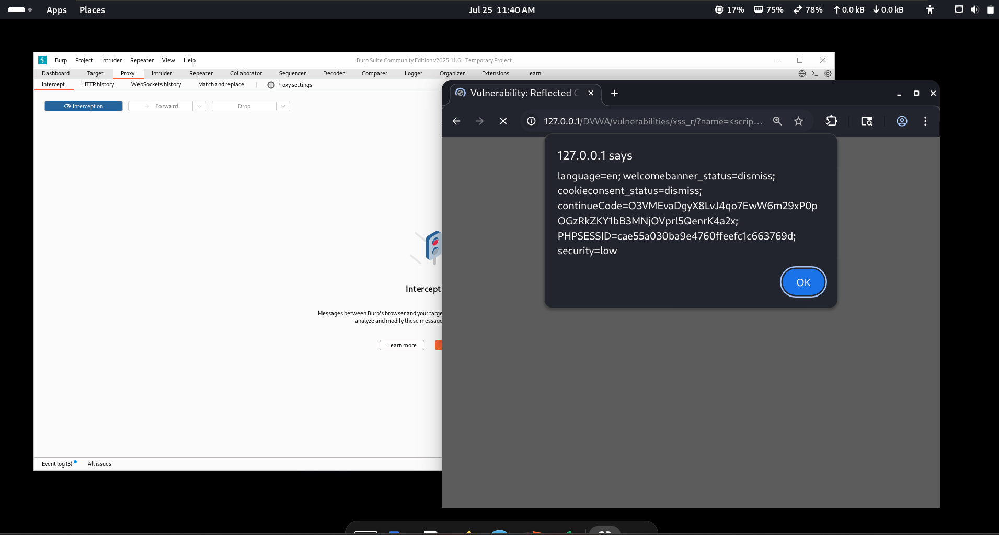 Apps Places Jul 25 11:40 AM 17% 75% 78% 0.0 kB 0.0 kB
Burp Project Intruder Repeater View Help Burp Suite Community Edition v2025.11.6 - Temporary Project
Dashboard Target Proxy Intruder Repeater Collaborator Sequencer Decoder Comparer Logger Organizer Extensions Learn
Intercept HTTP history WebSockets history Match and replace Proxy settings
Intercept on Forward Drop
Intercept
Messages between Burp's browser and your targe
analyze and modify these message
Learn more
Event log (3) All issues
Vulnerability: Reflected C
127.0.0.1/DVWA/vulnerabilities/xss_r/?name=<scrip...
127.0.0.1 says
language=en; welcomebanner_status=dismiss;
cookieconsent_status=dismiss;
continueCode=O3VMEvaDgyX8LvJ4qo7EwW6m29xP0p
OGzRkZKY1bB3MNjOVprl5QenrK4a2x;
PHPSESSID=cae55a030ba9e4760ffeefc1c663769d;
security=low
OK